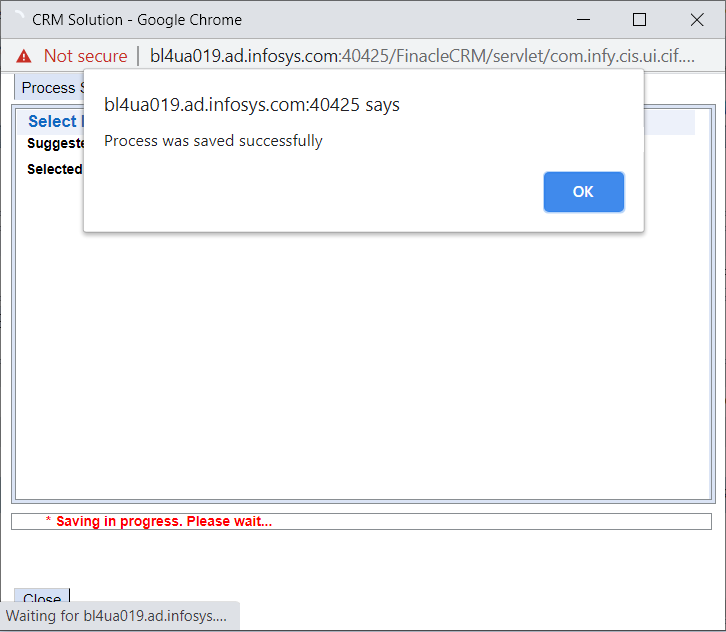 CRM Solution - Google Chrome
Not secure | bl4ua019.ad.infosys.com:40425/FinacleCRM/servlet/com.infy.cis.ui.cif....
Process S
bl4ua019.ad.infosys.com:40425 says
Process was saved successfully
OK
Select
Suggeste
Selected
* Saving in progress. Please wait...
Close
Waiting for bl4ua019.ad.infosys....